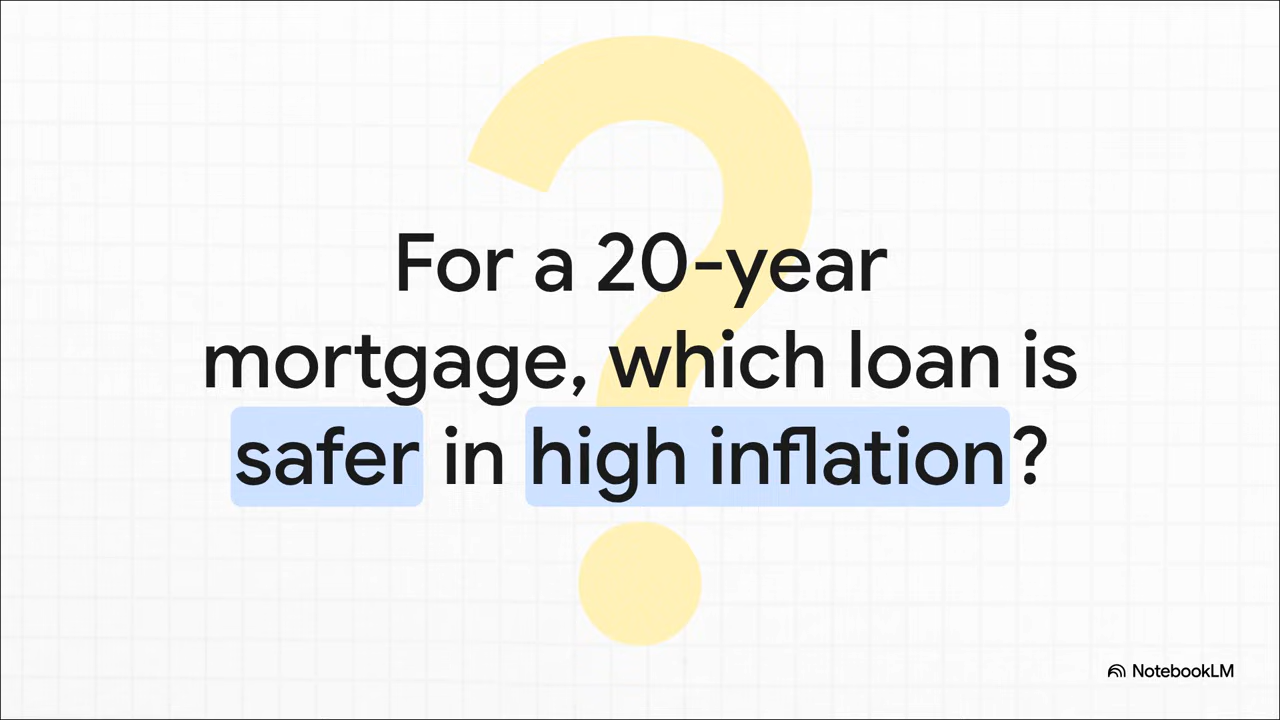 For a 20-year
mortgage, which loan is
safer in high inflation?
NotebookLM